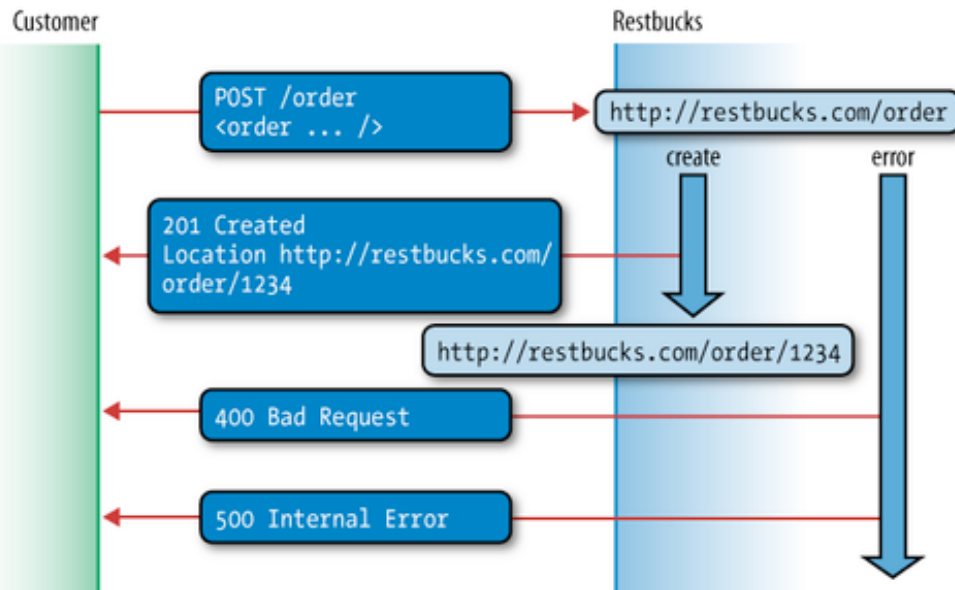 Customer
Restbucks
POST /order
<order ... />
http://restbucks.com/order
create
error
201 Created
Location http://restbucks.com/
order/1234
http://restbucks.com/order/1234
400 Bad Request
500 Internal Error